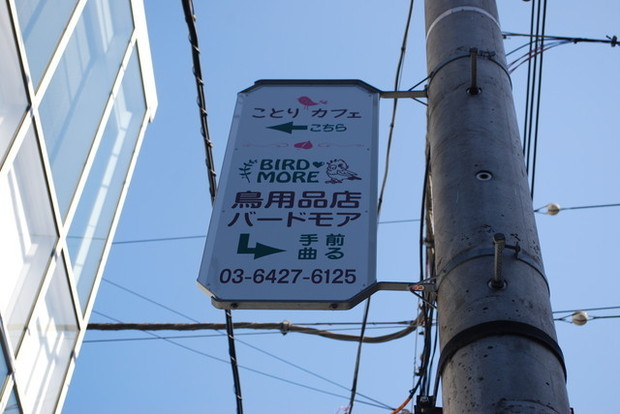 ことりカフェ
こちら
BIRD
MORE
鳥用品店
バードモア
手前
曲る
03-6427-6125